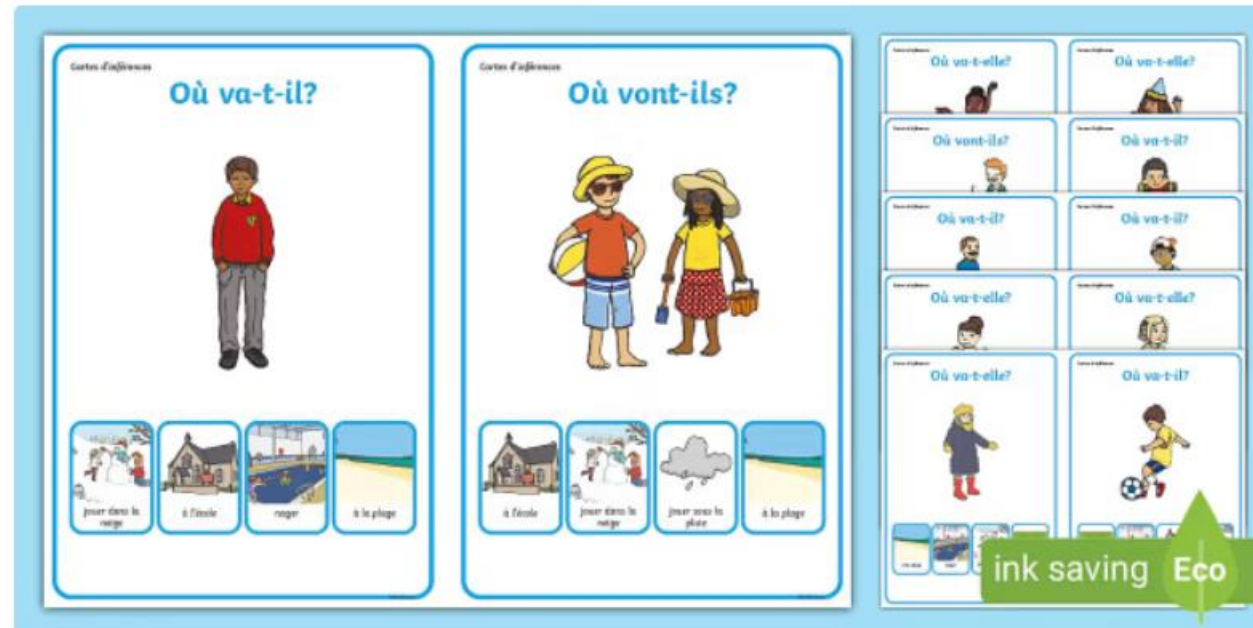 Cartes d'inférences
Où va-t-il?
jouer dans la
neige
à l'école
nager
à la plage
Cartes d'inférences
Où vont-ils?
à l'école
jouer dans la
neige
jouer sous la
pluie
à la plage
Où va-t-elle?
Où va-t-elle?
Où vont-ils?
Où va-t-il?
Où va-t-il?
Où va-t-il?
Où va-t-elle?
Où va-t-elle?
Où va-t-elle?
Où va-t-il?
ink saving Eco